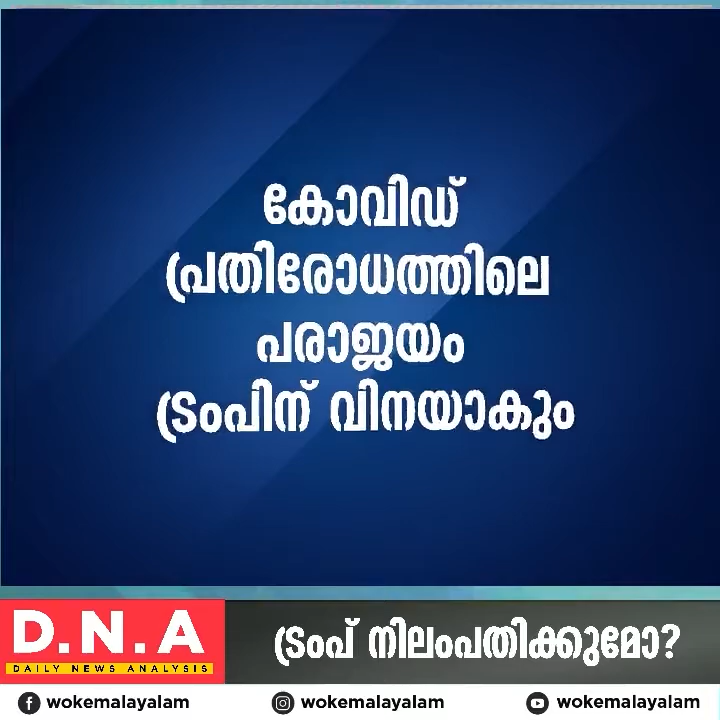 കോവിഡ്
പ്രതിരോധത്തിലെ
പരാജയം
ട്രംപിന് വിനയാകും
D.N.A
DAILY NEWS ANALYSIS
ട്രംപ് നിലംപതിക്കുമോ?
wokemalayalam
wokemalayalam
wokemalayalam